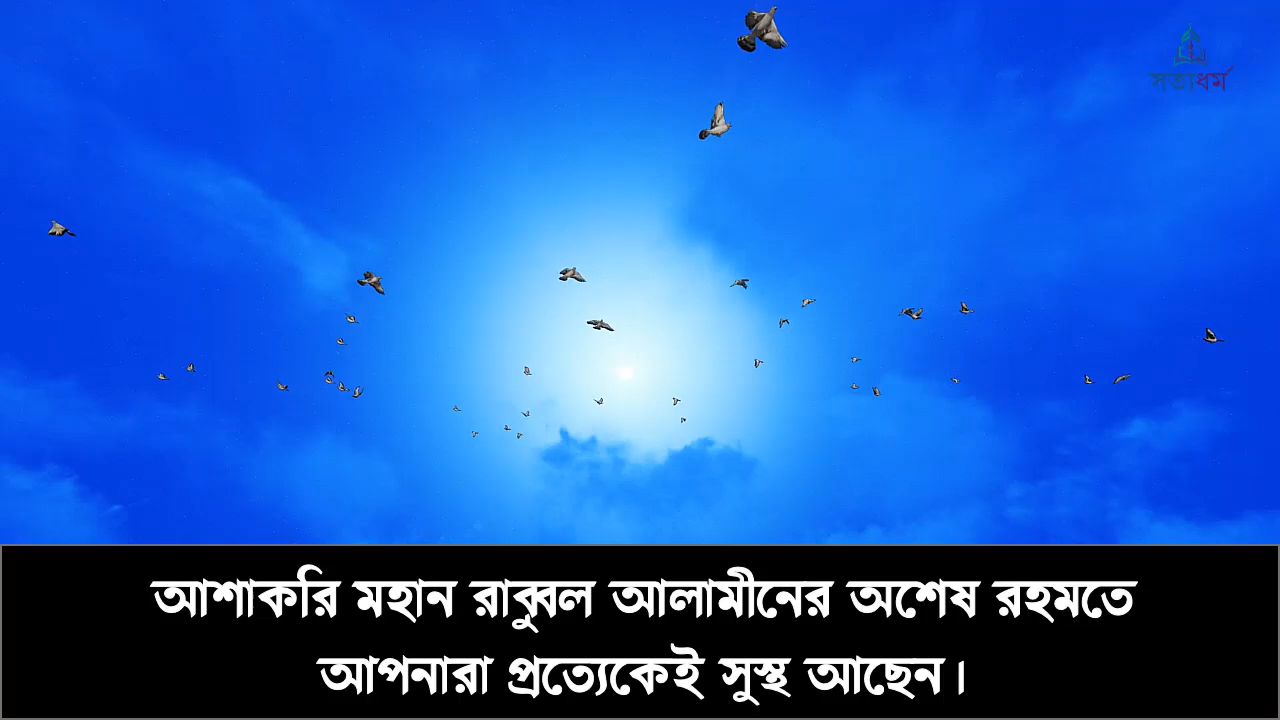 সত্যধর্ম
আশাকরি মহান রাব্বুল আলামীনের অশেষ রহমতে
আপনারা প্রত্যেকেই সুস্থ আছেন।